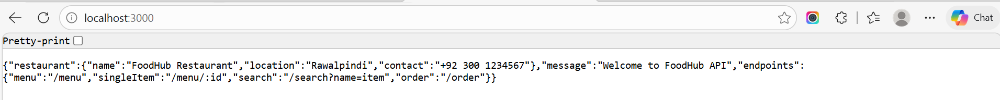 localhost:3000
Chat
Pretty-print
{"restaurant":{"name":"FoodHub Restaurant","location":"Rawalpindi","contact":"+92 300 1234567"},"message":"Welcome to FoodHub API","endpoints":
{"menu":"/menu","singleItem":"/menu/:id","search":"/search?name=item","order":"/order"}}